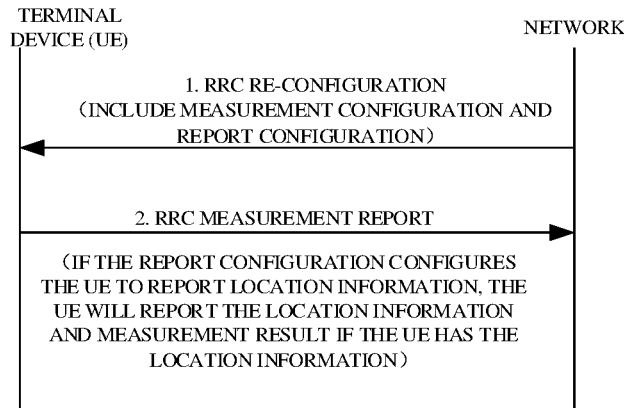 TERMINAL
DEVICE (UE)
NETWORK
1. RRC RE-CONFIGURATION
(INCLUDE MEASUREMENT CONFIGURATION AND
REPORT CONFIGURATION)
2. RRC MEASUREMENT REPORT
(IF THE REPORT CONFIGURATION CONFIGURES
THE UE TO REPORT LOCATION INFORMATION, THE
UE WILL REPORT THE LOCATION INFORMATION
AND MEASUREMENT RESULT IF THE UE HAS THE
LOCATION INFORMATION)